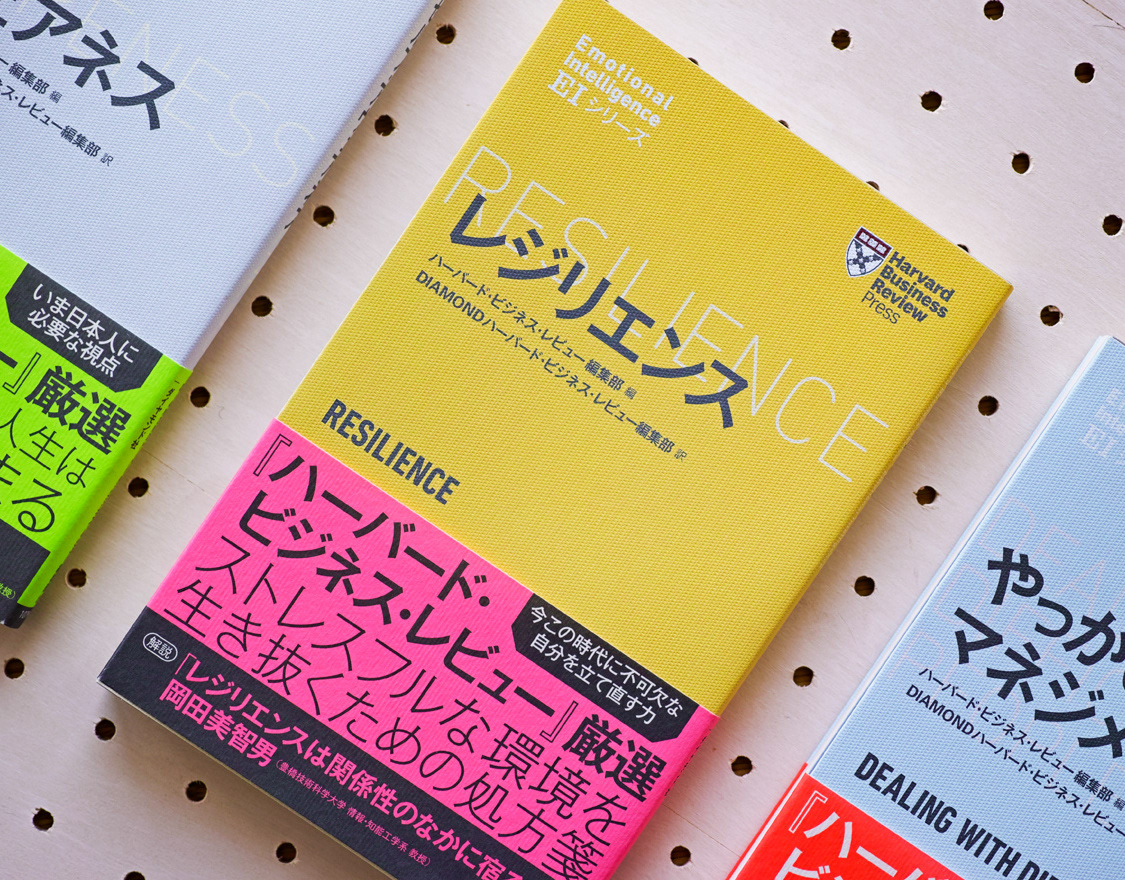 アネス
ENESS
ー 編集部 編
ネス・レビュー編集部 訳
いま日本人に
必要な視点
ー』厳選
人生は
Emotional
Intelligence
EI シリーズ
RESILIENCE
レジリエンス
ハーバード・ビジネス・レビュー 編集部 編
DIAMONDハーバード・ビジネス・レビュー編集部 訳
Harvard
Business
Review
Press
RESILIENCE
『ハーバード・
ビジネス・レビュー』厳選
今この時代に不可欠な
自分を立て直す力
ストレスフルな環境を
生き抜くための処方箋
解説
「レジリエンスは関係性のなかに宿る
岡田美智男（豊橋技術科学大学 情報・知能工学系 教授）
やっか
マネジメ
ハーバード・ビジネス・レビュー 編集部 編
DIAMONDハーバード・ビジネス・レビュー
DEALING WITH DI
『ハーバ
ビジ